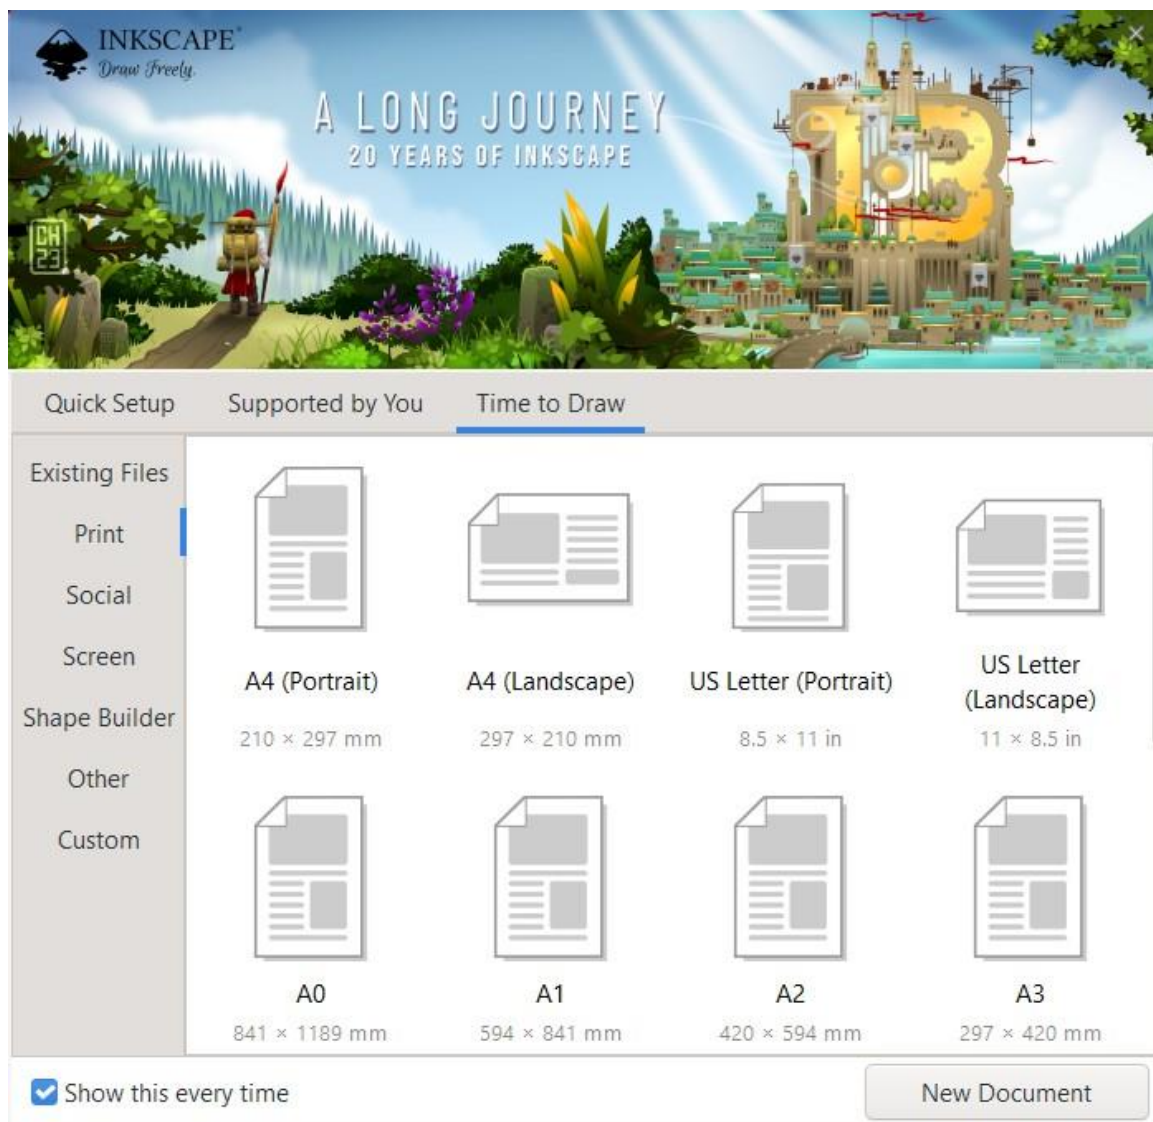 INKSCAPE
Draw Freely.
A LONG JOURNEY
20 YEARS OF INKSCAPE
CH
23
1.3
Quick Setup
Supported by You
Time to Draw
Existing Files
Print
Social
Screen
Shape Builder
Other
Custom
A4 (Portrait)
210 × 297 mm
A4 (Landscape)
297 × 210 mm
US Letter (Portrait)
8.5 × 11 in
US Letter
(Landscape)
11 × 8.5 in
A0
841 × 1189 mm
A1
594 × 841 mm
A2
420 × 594 mm
A3
297 × 420 mm
Show this every time
New Document